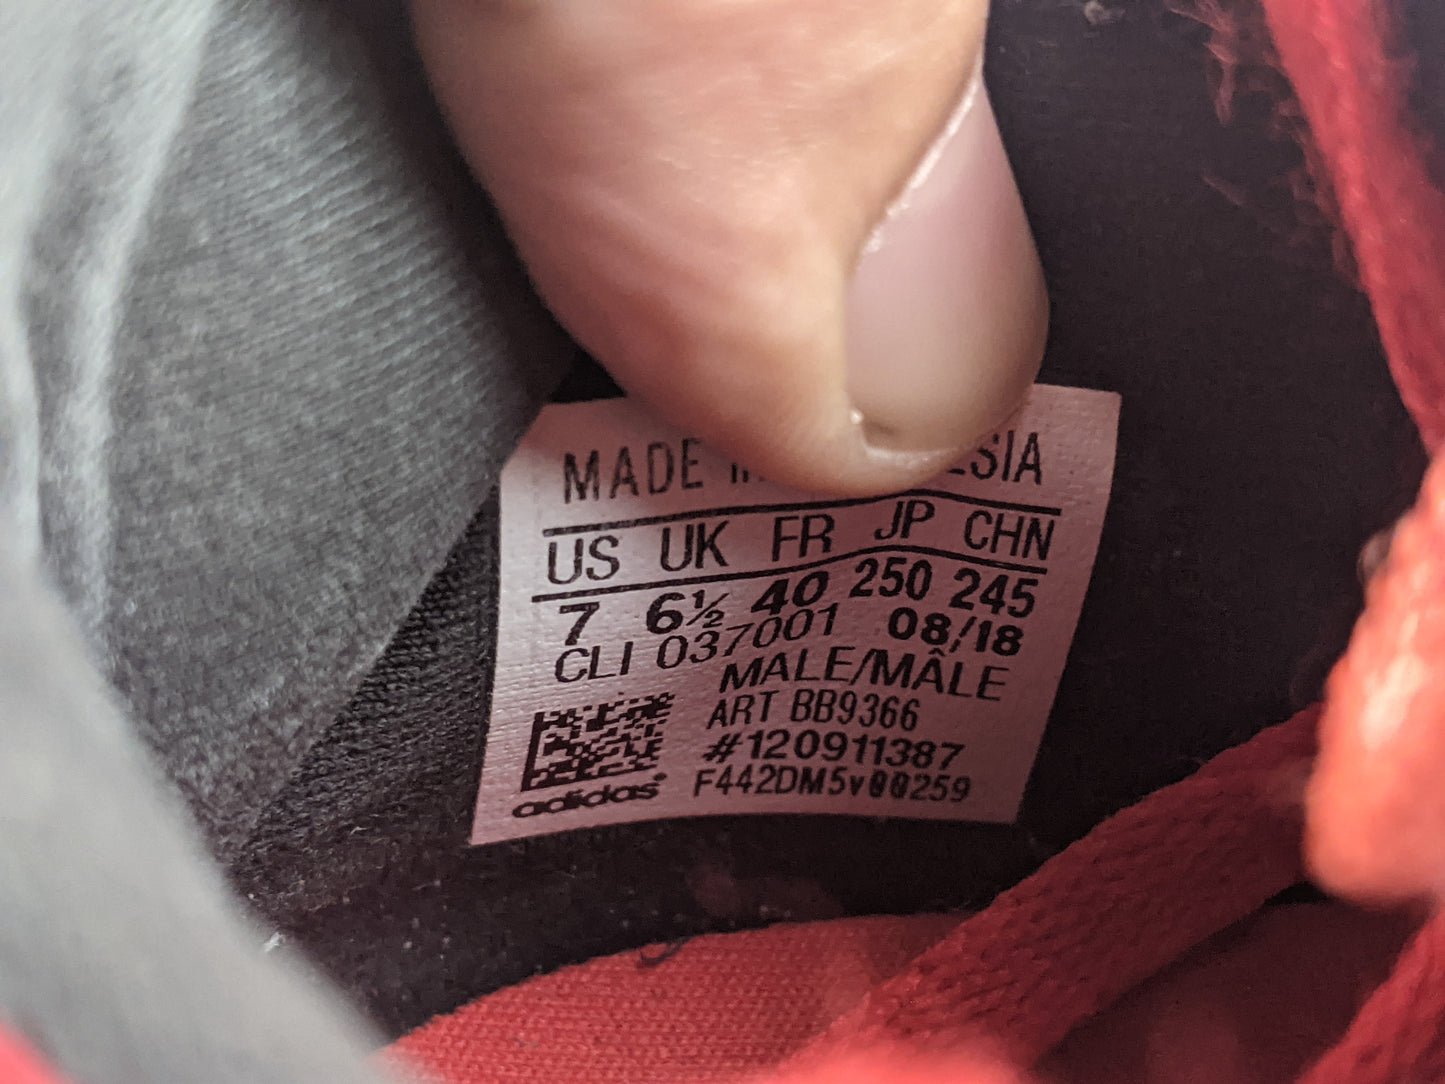 MADE
US UK FR JP CHN
7 6½ 40 250 245
CLI 037001 08/18
MALE/MÂLE
ART BB9366
#120911387
adidas F442DM5v00259